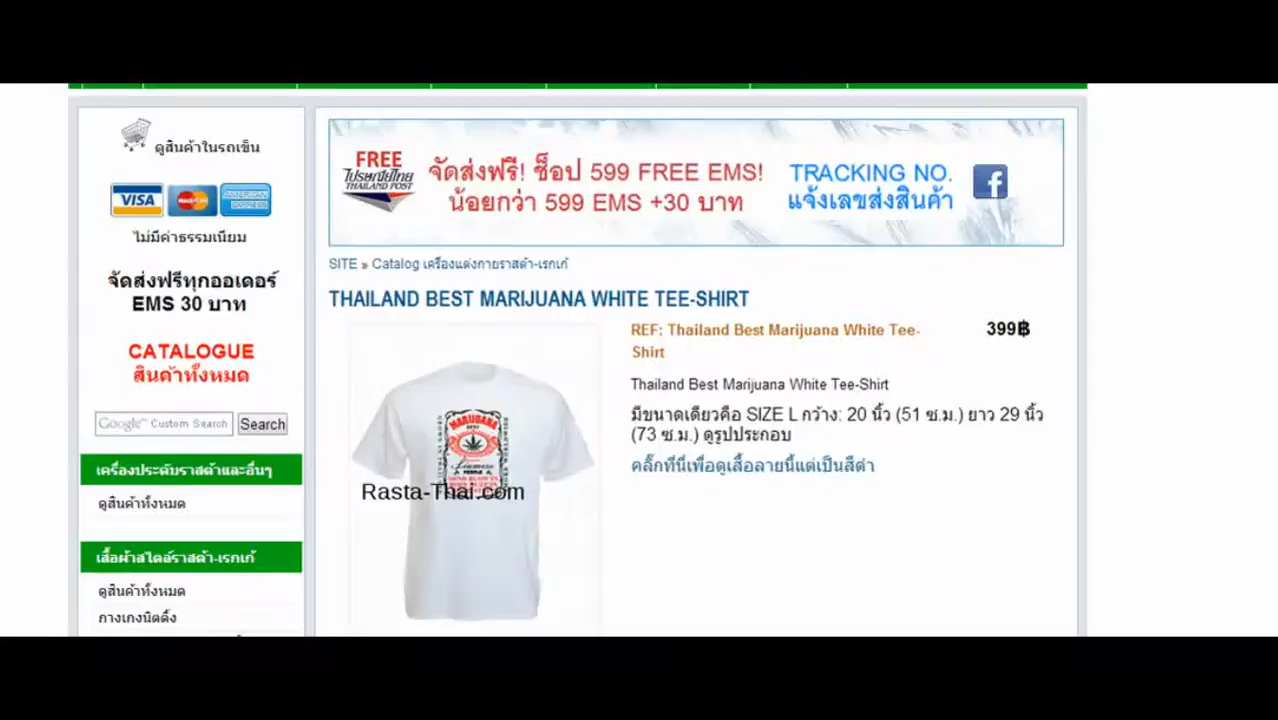 ดูสินค้าในรถเข็น
VISA
MasterCard
AMERICAN EXPRESS
ไม่มีค่าธรรมเนียม
จัดส่งฟรีทุกออเดอร์
EMS 30 บาท
CATALOGUE
สินค้าทั้งหมด
Google™ Custom Search
Search
เครื่องประดับราสต้าและอื่นๆ
ดูสินค้าทั้งหมด
เสื้อผ้าสไตล์ราสต้า-เรกเก้
ดูสินค้าทั้งหมด
กางเกงนิตติ้ง
FREE
ไปรษณีย์ไทย
THAILAND POST
จัดส่งฟรี! ช็อป 599 FREE EMS!
น้อยกว่า 599 EMS +30 บาท
TRACKING NO.
แจ้งเลขส่งสินค้า
f
SITE » Catalog เครื่องแต่งกายราสต้า-เรกเก้
THAILAND BEST MARIJUANA WHITE TEE-SHIRT
REF: Thailand Best Marijuana White Tee-
Shirt
399฿
Thailand Best Marijuana White Tee-Shirt
มีขนาดเดียวคือ SIZE L กว้าง: 20 นิ้ว (51 ซ.ม.) ยาว 29 นิ้ว
(73 ซ.ม.) ดูรูปประกอบ
คลิ๊กที่นี่เพื่อดูเสื้อลายนี้แต่เป็นสีดำ
MARIJUANA
BEST
Rasta-Thai.com